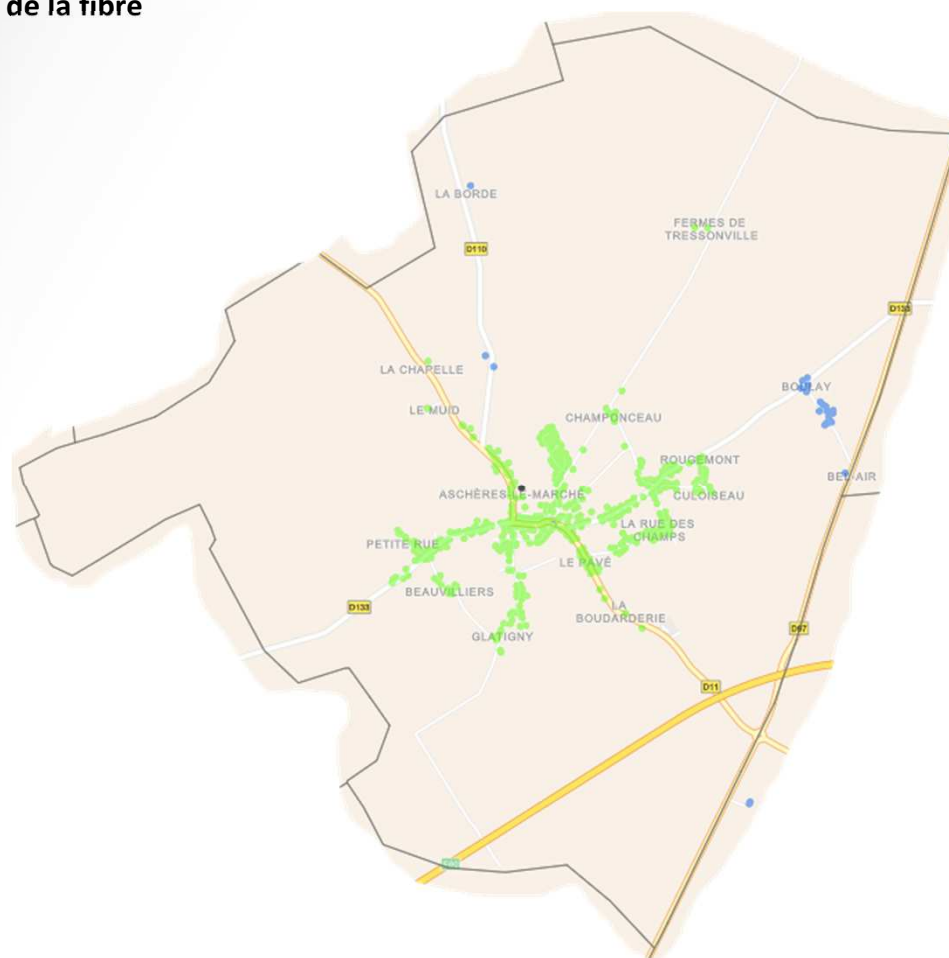 de la fibre
LA BORDE
FERMES DE
TRESSONVILLE
D110
D133
LA CHAPELLE
BOULAY
LE MUID
CHAMPONCEAU
ROUGEMONT
BEL-AIR
ASCHÈRES-LE-MARCHÉ
CULOISEAU
LA RUE DES
CHAMPS
PETITE RUE
LE PAVÉ
BEAUVILLIERS
D133
LA
BOUDARDERIE
D97
GLATIGNY
D11